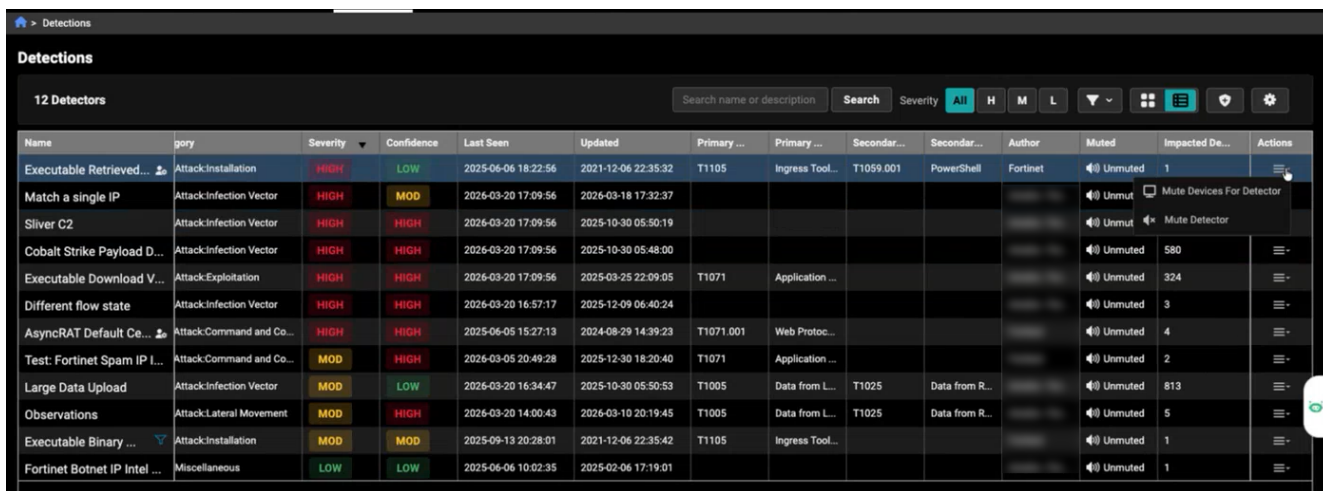 > Detections
Detections
12 Detectors Search name or description Search Severity All H M L
Name gory Severity Confidence Last Seen Updated Primary ... Primary ... Secondar... Secondar... Author Muted Impacted De... Actions
Executable Retrieved... Attack:Installation HIGH LOW 2025-06-06 18:22:56 2021-12-06 22:35:32 T1105 Ingress Tool... T1059.001 PowerShell Fortinet Unmuted 1
Match a single IP Attack:Infection Vector HIGH MOD 2026-03-20 17:09:56 2026-03-18 17:32:37 Unmut Mute Devices For Detector
Sliver C2 Attack:Infection Vector HIGH HIGH 2026-03-20 17:09:56 2025-10-30 05:50:19 Unmut Mute Detector
Cobalt Strike Payload D... Attack:Infection Vector HIGH HIGH 2026-03-20 17:09:56 2025-10-30 05:48:00 Unmuted 580
Executable Download V... Attack:Exploitation HIGH HIGH 2026-03-20 17:09:56 2025-03-25 22:09:05 T1071 Application ... Unmuted 324
Different flow state Attack:Infection Vector HIGH HIGH 2026-03-20 16:57:17 2025-12-09 06:40:24 Unmuted 3
AsyncRAT Default Ce... Attack:Command and Co... HIGH HIGH 2025-06-05 15:27:13 2024-08-29 14:39:23 T1071.001 Web Protoc... Unmuted 4
Test: Fortinet Spam IP I... Attack:Command and Co... MOD HIGH 2026-03-05 20:49:28 2025-12-30 18:20:40 T1071 Application ... Unmuted 2
Large Data Upload Attack:Infection Vector MOD LOW 2026-03-20 16:34:47 2025-10-30 05:50:53 T1005 Data from L... T1025 Data from R... Unmuted 813
Observations Attack:Lateral Movement MOD HIGH 2026-03-20 14:00:43 2026-03-10 20:19:45 T1005 Data from L... T1025 Data from R... Unmuted 5
Executable Binary ... Attack:Installation MOD MOD 2025-09-13 20:28:01 2021-12-06 22:35:42 T1105 Ingress Tool... Unmuted 1
Fortinet Botnet IP Intel ... Miscellaneous LOW LOW 2025-06-06 10:02:35 2025-02-06 17:19:01 Unmuted 1